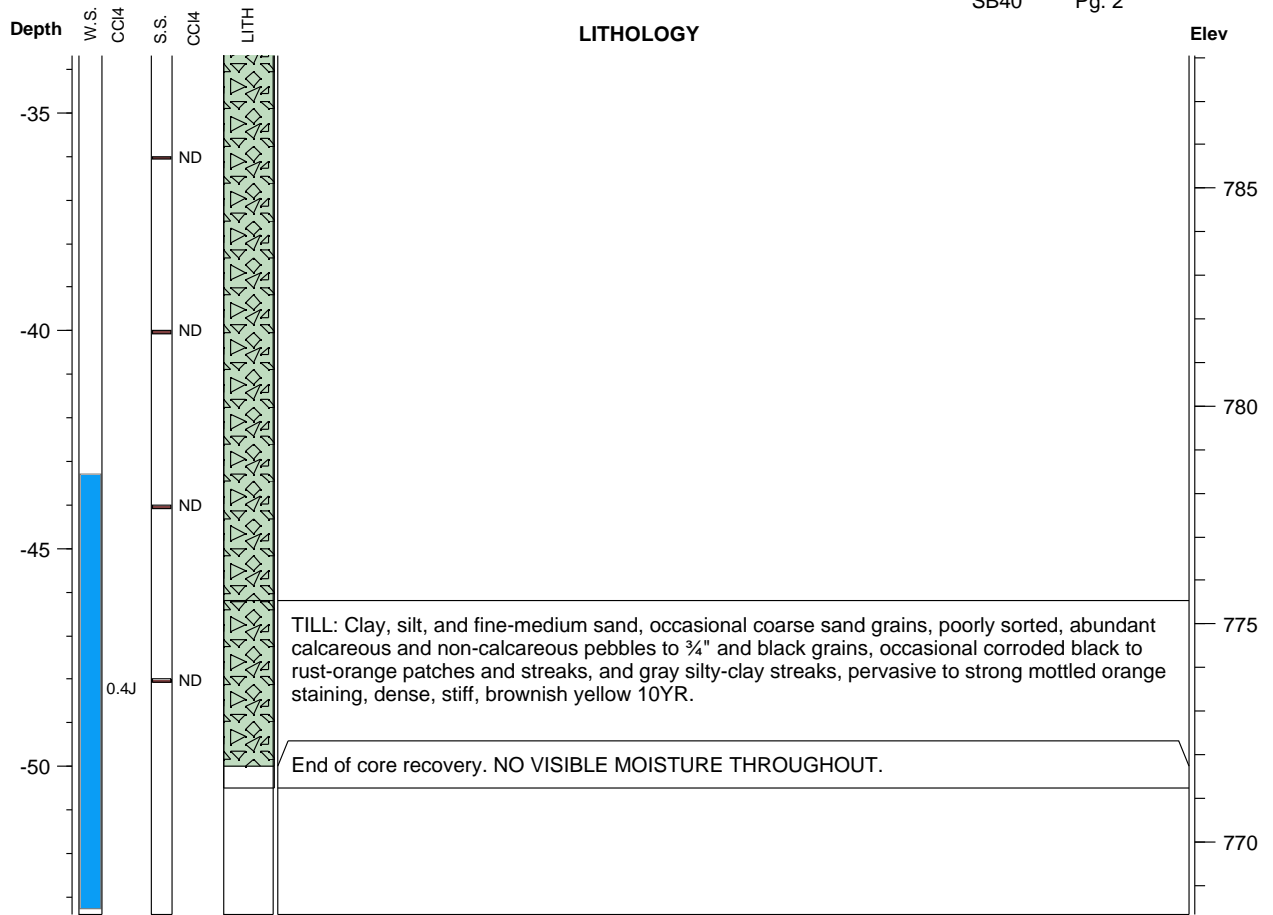 SB40 Pg. 2
Depth W.S. CCl4 S.S. CCl4 LITH LITHOLOGY Elev
-35
ND
785
-40 ND
780
ND
-45
TILL: Clay, silt, and fine-medium sand, occasional coarse sand grains, poorly sorted, abundant
775
calcareous and non-calcareous pebbles to ¾" and black grains, occasional corroded black to
rust-orange patches and streaks, and gray silty-clay streaks, pervasive to strong mottled orange
0.4J ND
staining, dense, stiff, brownish yellow 10YR.
-50 End of core recovery. NO VISIBLE MOISTURE THROUGHOUT.
770